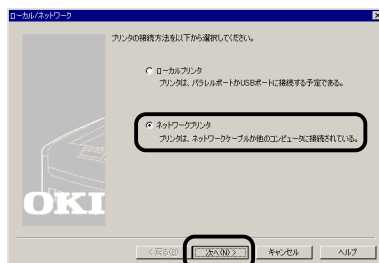 ローカル/ネットワーク
プリンタの接続方法を以下から選択してください。
ローカルプリンタ
プリンタは、パラレルポートかUSBポートに接続する予定である。
ネットワークプリンタ
プリンタは、ネットワークケーブルか他のコンピュータに接続されている。
OKI
< 戻る(B) 次へ(N) > キャンセル ヘルプ